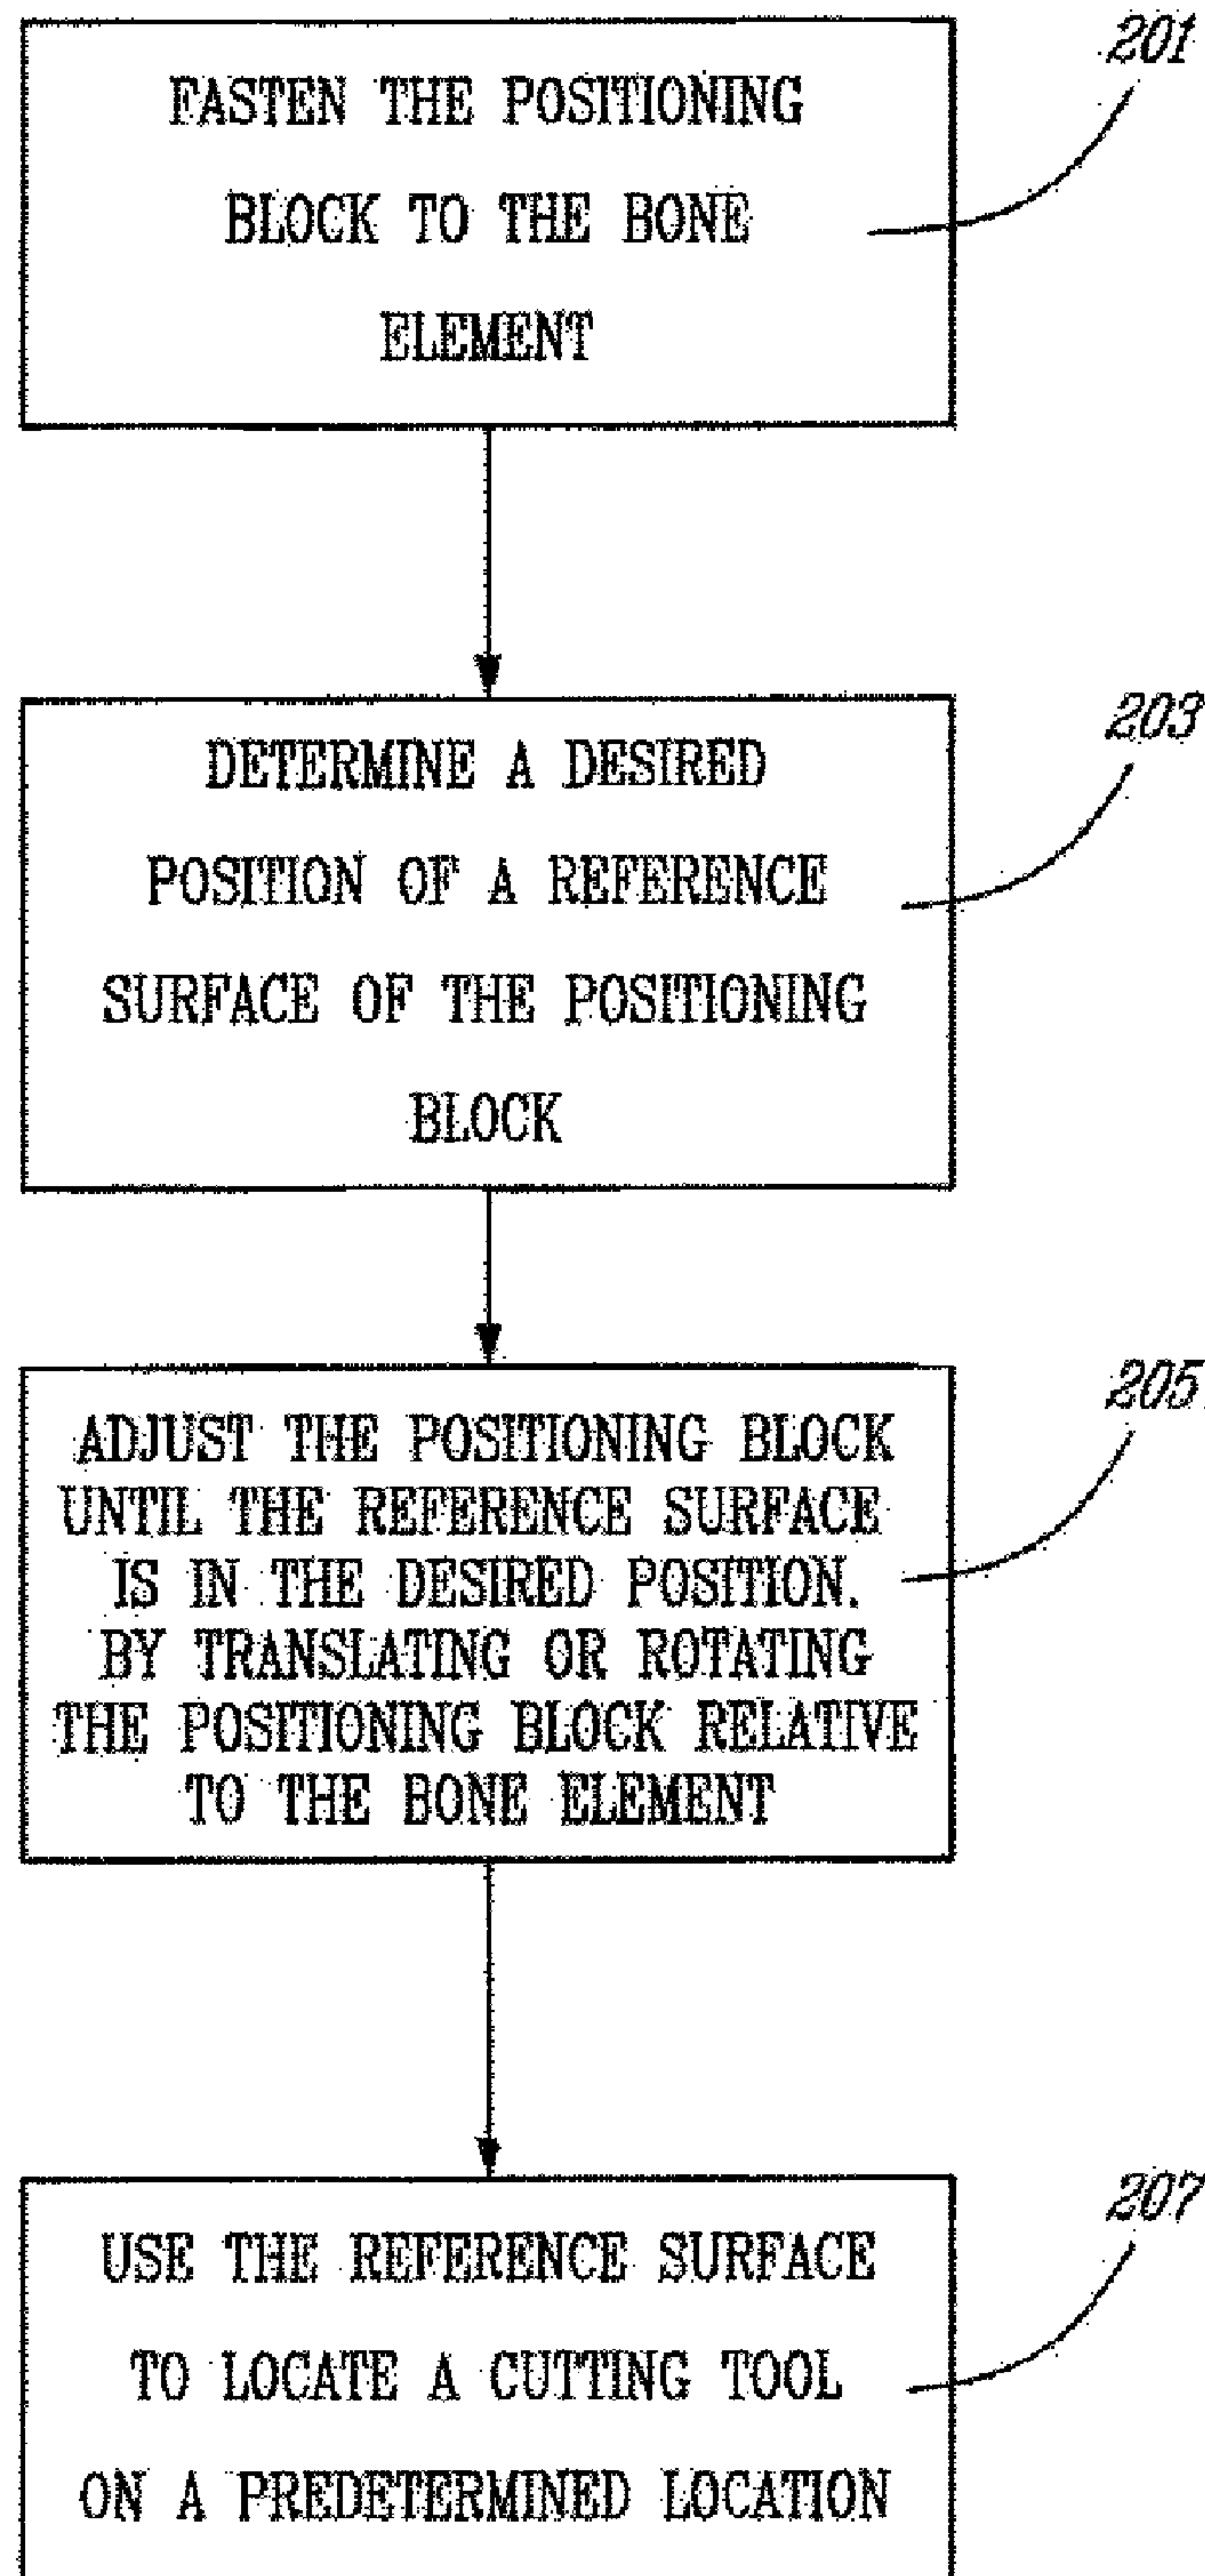 201
FASTEN THE POSITIONING
BLOCK TO THE BONE
ELEMENT
203
DETERMINE A DESIRED
POSITION OF A REFERENCE
SURFACE OF THE POSITIONING
BLOCK
205
ADJUST THE POSITIONING BLOCK
UNTIL THE REFERENCE SURFACE
IS IN THE DESIRED POSITION.
BY TRANSLATING OR ROTATING
THE POSITIONING BLOCK RELATIVE
TO THE BONE ELEMENT
207
USE THE REFERENCE SURFACE
TO LOCATE A CUTTING TOOL
ON A PREDETERMINED LOCATION